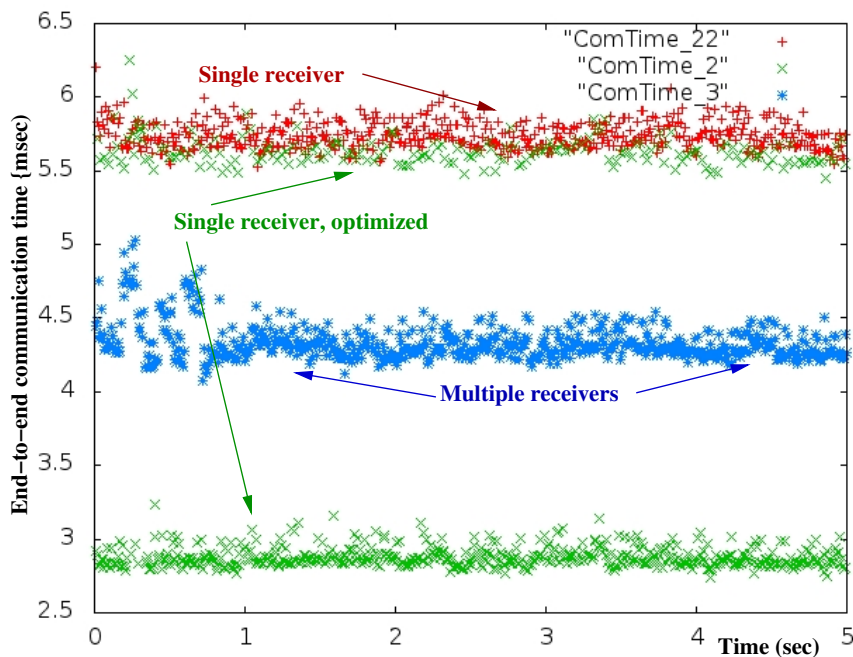 6.5
6
5.5
5
4.5
4
3.5
3
2.5
0
1
2
3
4
5
End-to-end communication time {msec)
Time (sec)
"ComTime_22"
"ComTime_2"
"ComTime_3"
Single receiver
Single receiver, optimized
Multiple receivers